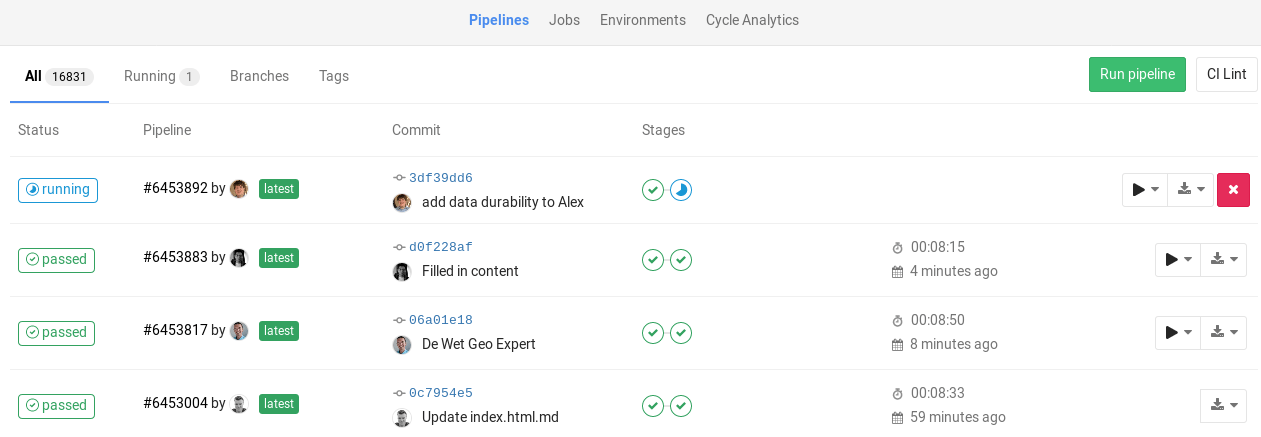 Pipelines Jobs Environments Cycle Analytics
All 16831 Running 1 Branches Tags Run pipeline CI Lint
Status Pipeline Commit Stages
running #6453892 by latest 3df39dd6
add data durability to Alex
passed #6453883 by latest d0f228af 00:08:15
Filled in content 4 minutes ago
passed #6453817 by latest 06a01e18 00:08:50
De Wet Geo Expert 8 minutes ago
passed #6453004 by latest 0c7954e5 00:08:33
Update index.html.md 59 minutes ago